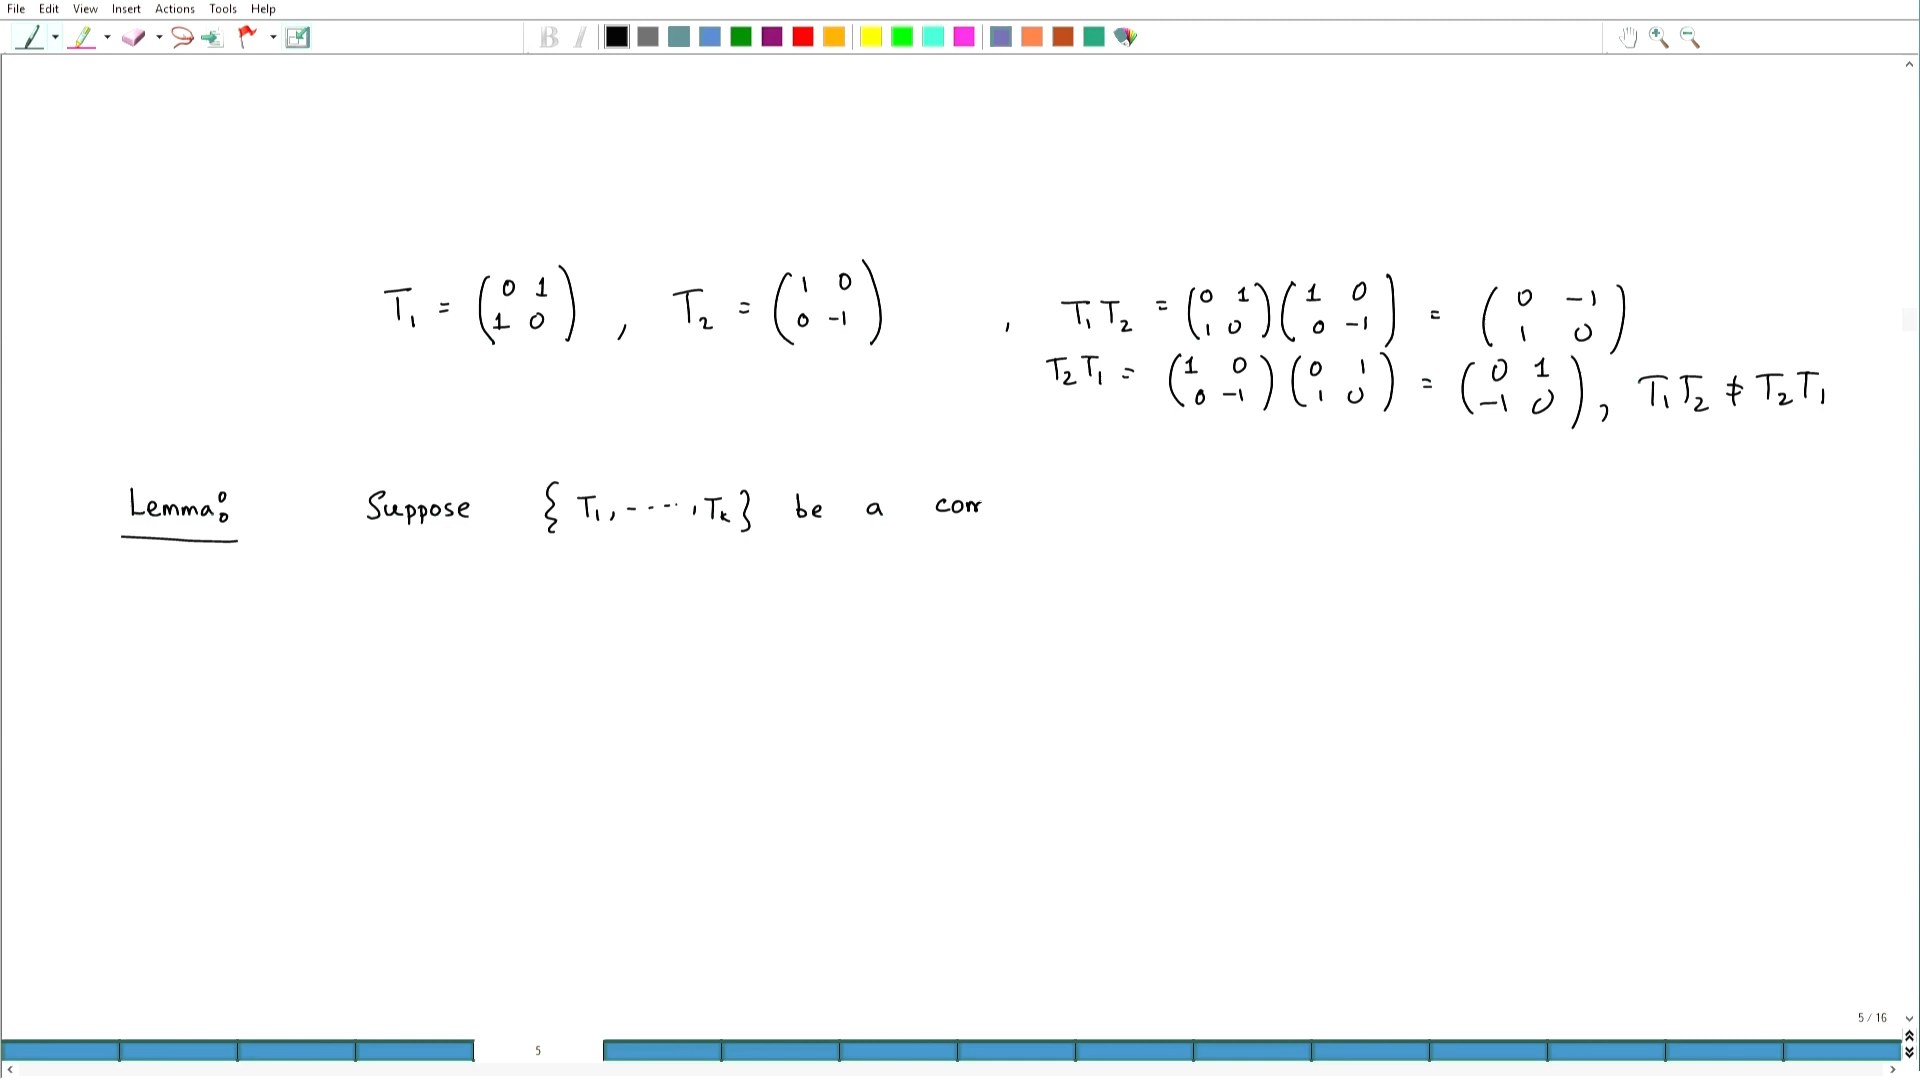 File Edit View Insert Actions Tools Help
B I
T₁ = (0 1; 1 0), T₂ = (1 0; 0 -1), T₁T₂ = (0 1; 1 0)(1 0; 0 -1) = (0 -1; 1 0)
T₂T₁ = (1 0; 0 -1)(0 1; 1 0) = (0 1; -1 0), T₁T₂ ≠ T₂T₁
Lemma: Suppose {T₁, ----, Tₖ} be a com
5 / 16
5